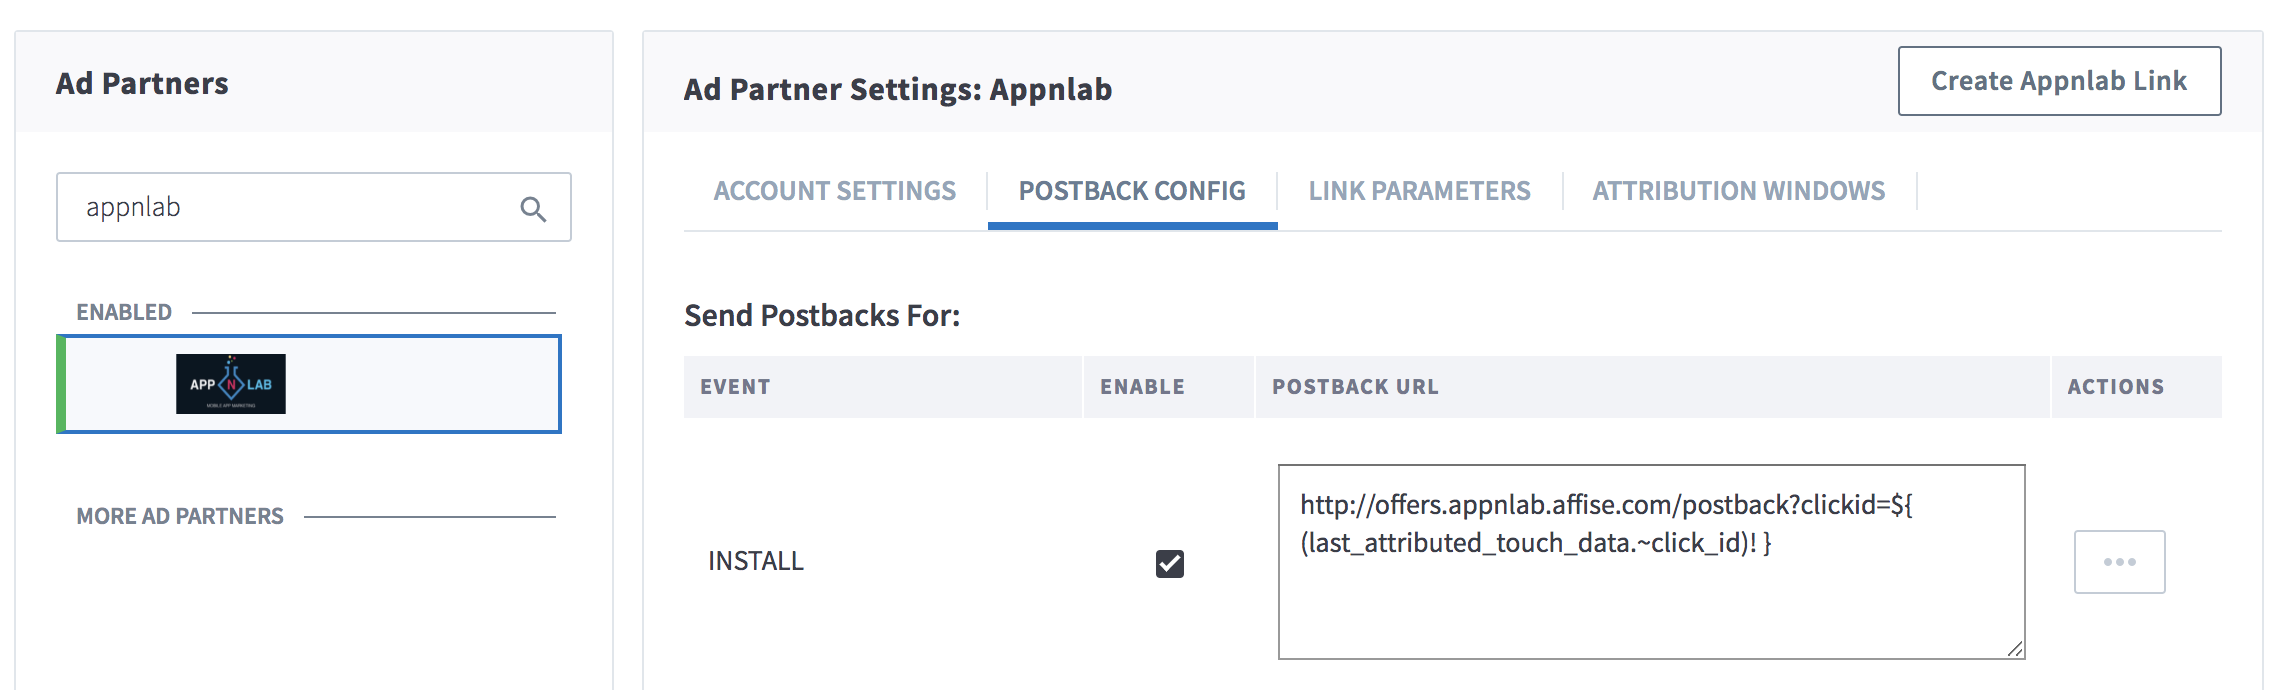 Ad Partners
appnlab
ENABLED
APP N LAB
MOBILE APP MARKETING
MORE AD PARTNERS
Ad Partner Settings: Appnlab
Create Appnlab Link
ACCOUNT SETTINGS
POSTBACK CONFIG
LINK PARAMETERS
ATTRIBUTION WINDOWS
Send Postbacks For:
EVENT
ENABLE
POSTBACK URL
ACTIONS
INSTALL
http://offers.appnlab.affise.com/postback?clickid=${
(last_attributed_touch_data.~click_id)! }